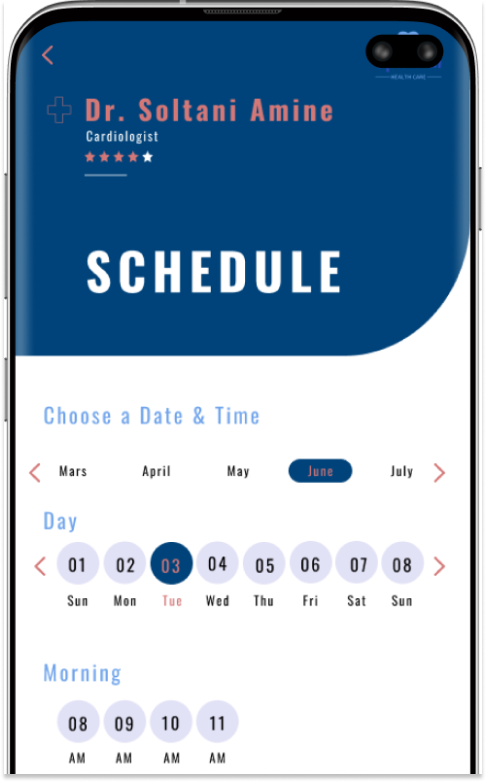 HEALTH CARE
Dr. Soltani Amine
Cardiologist
SCHEDULE
Choose a Date & Time
Mars April May June July
Day
01 02 03 04 05 06 07 08
Sun Mon Tue Wed Thu Fri Sat Sun
Morning
08 09 10 11
AM AM AM AM